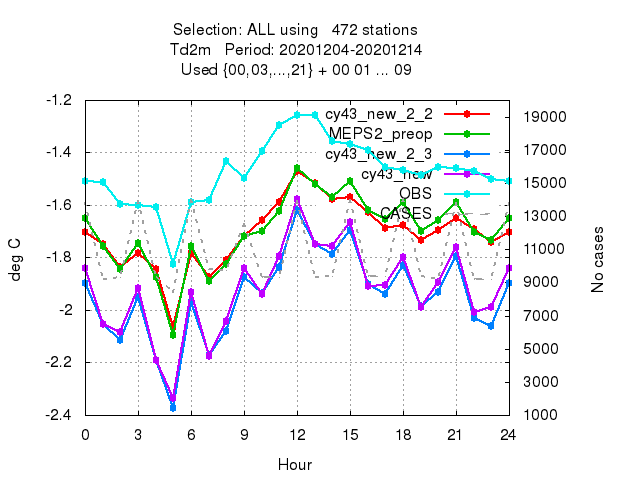 Selection: ALL using   472 stations
Td2m   Period: 20201204-20201214
Used {00,03,...,21} + 00 01 ... 09
-1.2
-1.4
-1.6
-1.8
-2
-2.2
-2.4
deg C
cy43_new_2_2
MEPS2_preop
cy43_new_2_3
cy43_new
OBS
CASES
19000
17000
15000
13000
11000
9000
7000
5000
3000
1000
No cases
0 3 6 9 12 15 18 21 24
Hour